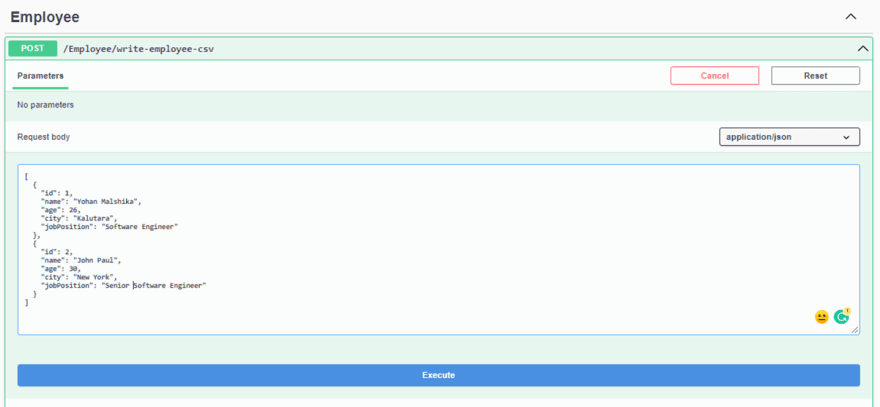 Employee
POST /Employee/write-employee-csv
Parameters Cancel Reset
No parameters
Request body application/json
[
  {
    "id": 1,
    "name": "Yohan Malshika",
    "age": 26,
    "city": "Kalutara",
    "jobPosition": "Software Engineer"
  },
  {
    "id": 2,
    "name": "John Paul",
    "age": 30,
    "city": "New York",
    "jobPosition": "Senior Software Engineer"
  }
]
1
Execute